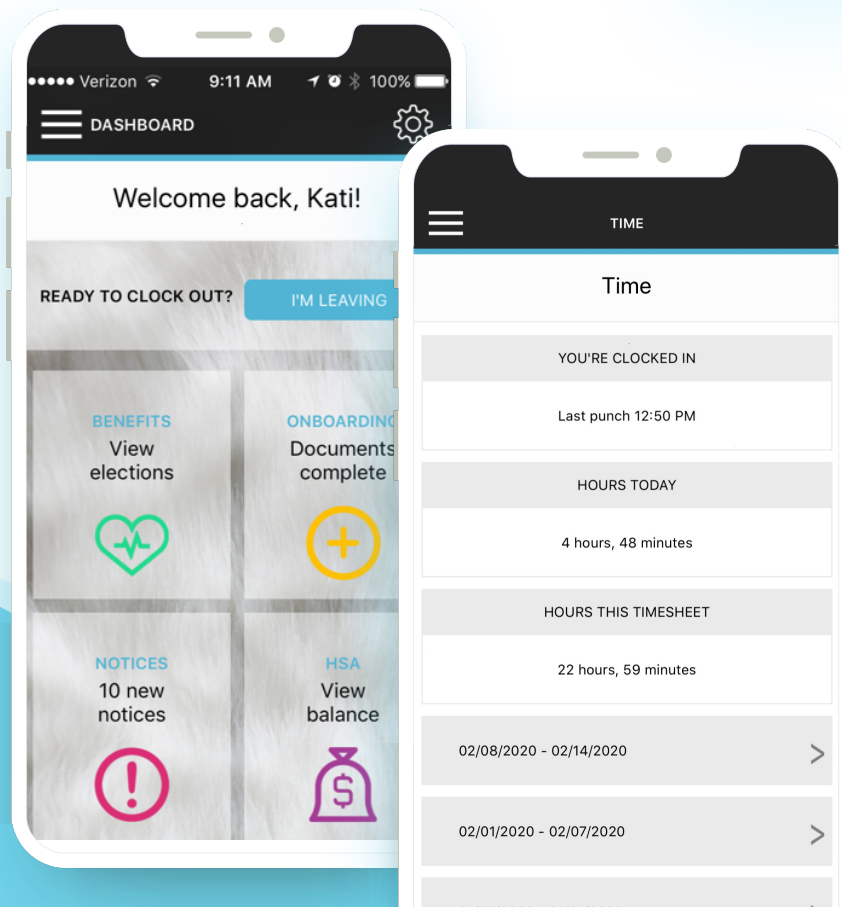 Verizon 9:11 AM 100%
DASHBOARD
Welcome back, Kati!
READY TO CLOCK OUT? I'M LEAVING
BENEFITS
View
elections
ONBOARDING
Documents
complete
NOTICES
10 new
notices
HSA
View
balance
$
TIME
Time
YOU'RE CLOCKED IN
Last punch 12:50 PM
HOURS TODAY
4 hours, 48 minutes
HOURS THIS TIMESHEET
22 hours, 59 minutes
02/08/2020 - 02/14/2020
02/01/2020 - 02/07/2020